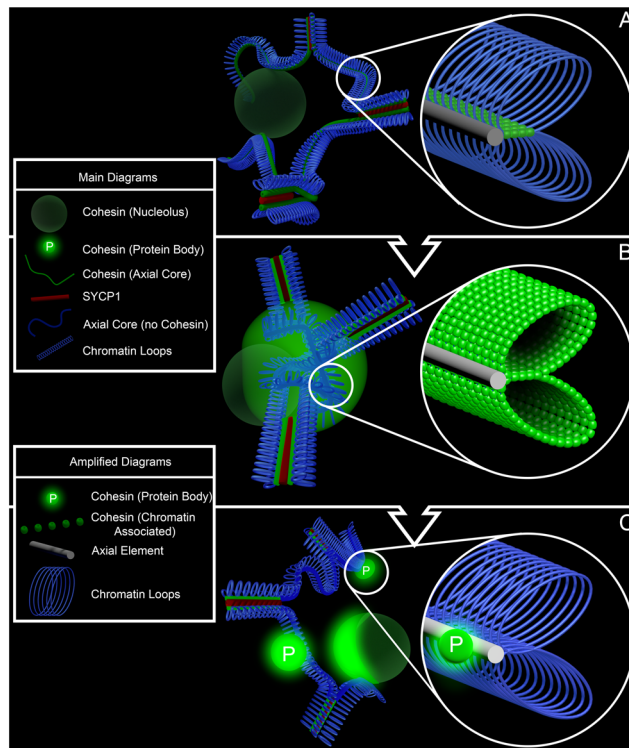 A
Main Diagrams
Cohesin (Nucleolus)
P
Cohesin (Protein Body)
Cohesin (Axial Core)
SYCP1
Axial Core (no Cohesin)
Chromatin Loops
B
Amplified Diagrams
P
Cohesin (Protein Body)
Cohesin (Chromatin
Associated)
Axial Element
Chromatin Loops
C
P
P
P